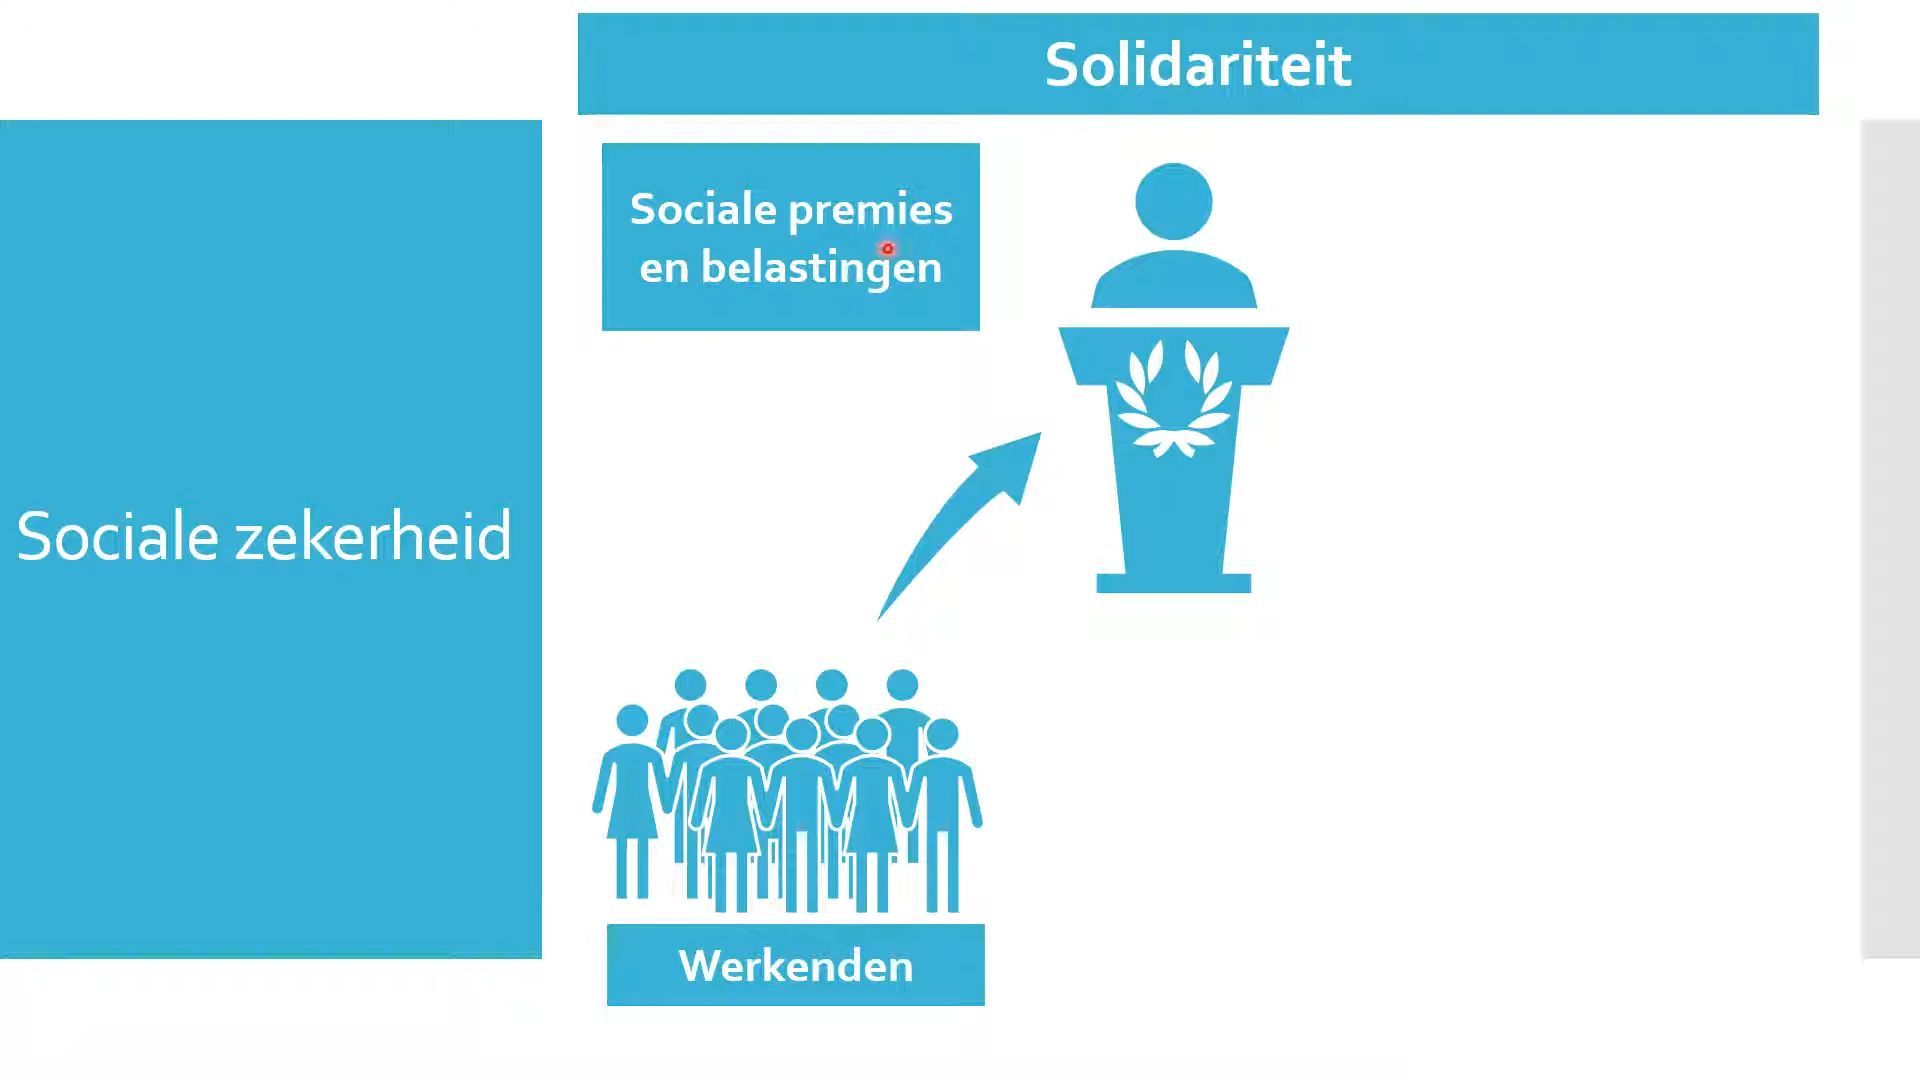 Solidariteit
Sociale premies
en belastingen
Sociale zekerheid
Werkenden